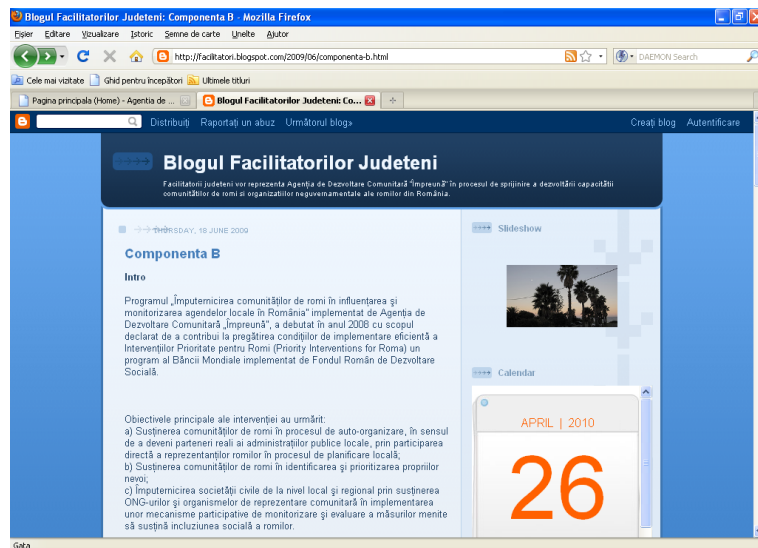 Blogul Facilitatorilor Judeteni: Componenta B - Mozilla Firefox
Fișier Editare Vizualizare Istoric Semne de carte Unelte Ajutor
http://facilitatori.blogspot.com/2009/06/componenta-b.html
DAEMON Search
Cele mai vizitate Ghid pentru începători Ultimele titluri
Pagina principala (Home) - Agentia de ... Blogul Facilitatorilor Judeteni: Co...
Distribuiți Raportați un abuz Următorul blog»
Creați blog Autentificare
Blogul Facilitatorilor Judeteni
Facilitatorii judeteni vor reprezenta Agenția de Dezvoltare Comunitară "Împreună" în procesul de sprijinire a dezvoltării capacității
comunităților de romi si organizatiilor neguvernamentale ale romilor din România.
THURSDAY, 18 JUNE 2009
Componenta B
Intro
Programul „Împuternicirea comunităților de romi în influențarea și
monitorizarea agendelor locale în România" implementat de Agenția de
Dezvoltare Comunitară „Împreună", a debutat în anul 2008 cu scopul
declarat de a contribui la pregătirea condițiilor de implementare eficientă a
Intervențiilor Prioritate pentru Romi (Priority Interventions for Roma) un
program al Băncii Mondiale implementat de Fondul Român de Dezvoltare
Socială.
Obiectivele principale ale intervenției au urmărit:
a) Susținerea comunităților de romi în procesul de auto-organizare, în sensul
de a deveni parteneri reali ai administrațiilor publice locale, prin participarea
directă a reprezentanților romilor în procesul de planificare locală;
b) Susținerea comunităților de romi în identificarea și prioritizarea propriilor
nevoi;
c) Împuternicirea societății civile de la nivel local și regional prin susținerea
ONG-urilor și organismelor de reprezentare comunitară în implementarea
unor mecanisme participative de monitorizare și evaluare a măsurilor menite
să susțină incluziunea socială a romilor.
Slideshow
Calendar
APRIL | 2010
26
Gata